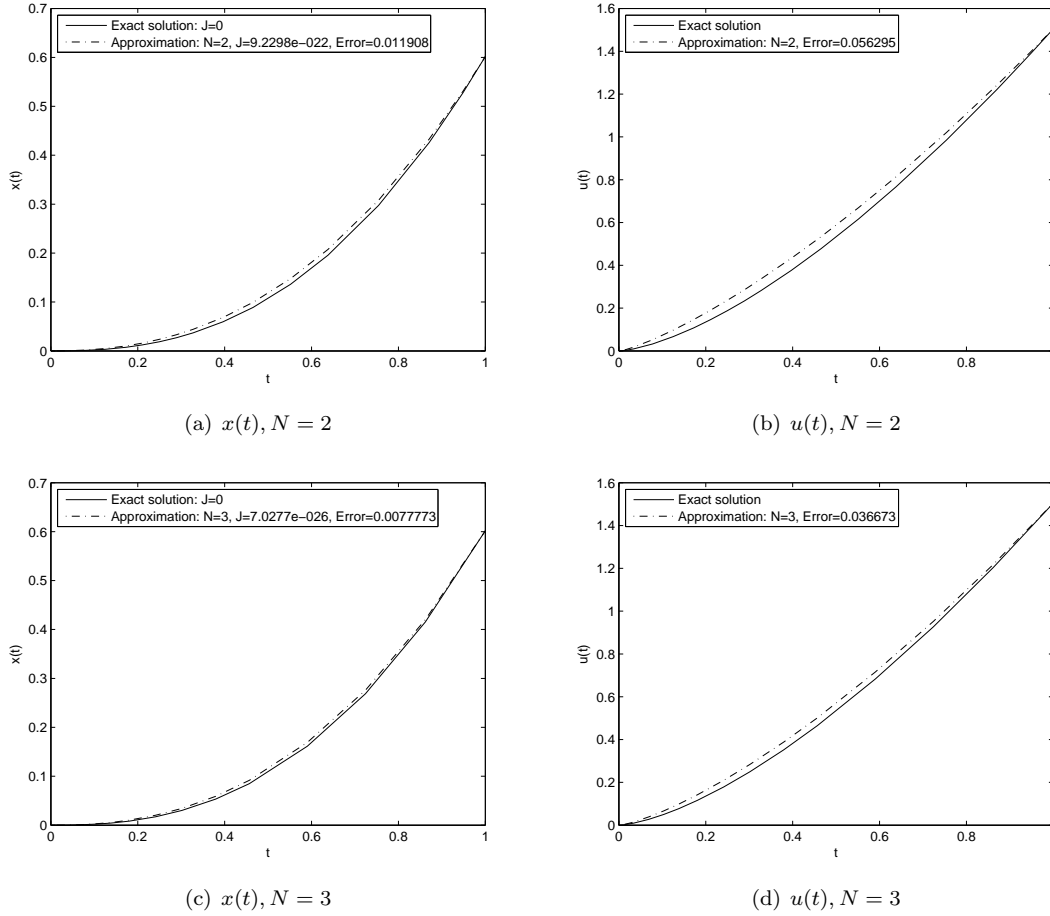 Exact solution: J=0
Approximation: N=2, J=9.2298e−022, Error=0.011908
0.7
0.6
0.5
0.4
0.3
0.2
0.1
0
x(t)
0.2
0.4
0.6
0.8
1
t
(a) x(t), N = 2
Exact solution
Approximation: N=2, Error=0.056295
1.6
1.4
1.2
1
0.8
0.6
0.4
0.2
0
u(t)
0
0.2
0.4
0.6
0.8
t
(b) u(t), N = 2
Exact solution: J=0
Approximation: N=3, J=7.0277e−026, Error=0.0077773
0.7
0.6
0.5
0.4
0.3
0.2
0.1
0
x(t)
0
0.2
0.4
0.6
0.8
1
t
(c) x(t), N = 3
Exact solution
Approximation: N=3, Error=0.036673
1.6
1.4
1.2
1
0.8
0.6
0.4
0.2
0
u(t)
0
0.2
0.4
0.6
0.8
t
(d) u(t), N = 3